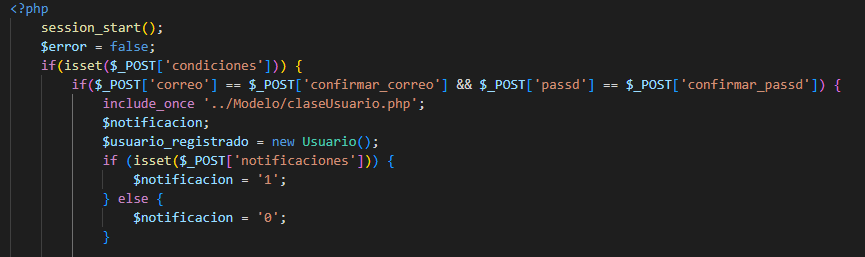 <?php
session_start();
$error = false;
if(isset($_POST['condiciones'])) {
if($_POST['correo'] == $_POST['confirmar_correo'] && $_POST['passd'] == $_POST['confirmar_passd']) {
include_once '../Modelo/claseUsuario.php';
$notificacion;
$usuario_registrado = new Usuario();
if (isset($_POST['notificaciones'])) {
$notificacion = '1';
} else {
$notificacion = '0';
}